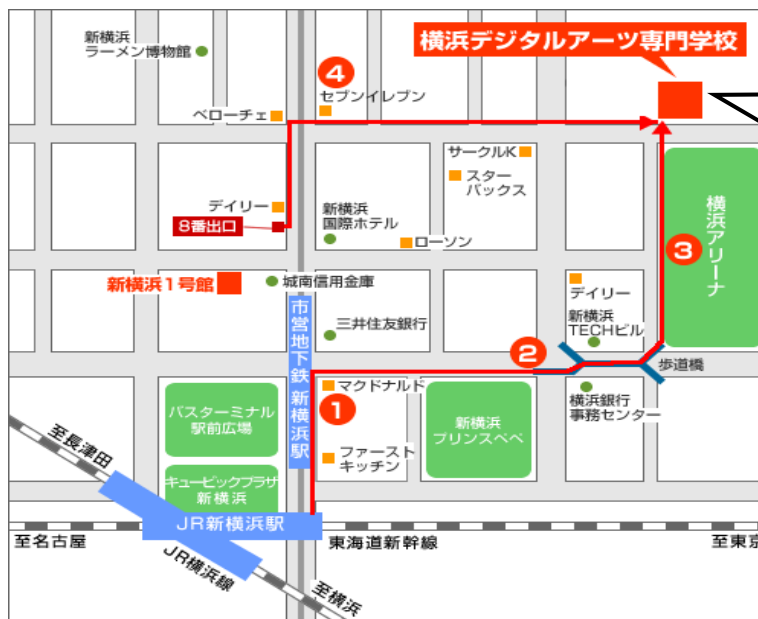 新横浜
ラーメン博物館
横浜デジタルアーツ専門学校
4
セブンイレブン
ベローチェ
サークルK
スター
バックス
デイリー
8番出口
新横浜
国際ホテル
ローソン
横浜アリーナ
3
新横浜1号館
城南信用金庫
デイリー
市営地下鉄 新横浜駅
三井住友銀行
新横浜
TECHビル
2
歩道橋
マクドナルド
1
横浜銀行
事務センター
バスターミナル
駅前広場
新横浜
プリンスペペ
ファースト
キッチン
至長津田
キュービックプラザ
新横浜
JR新横浜駅
至名古屋
東海道新幹線
至東京
JR横浜線
至横浜